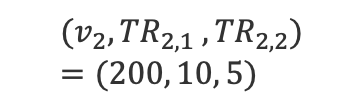 (v₂, TR₂,₁ , TR₂,₂)
= (200, 10, 5)